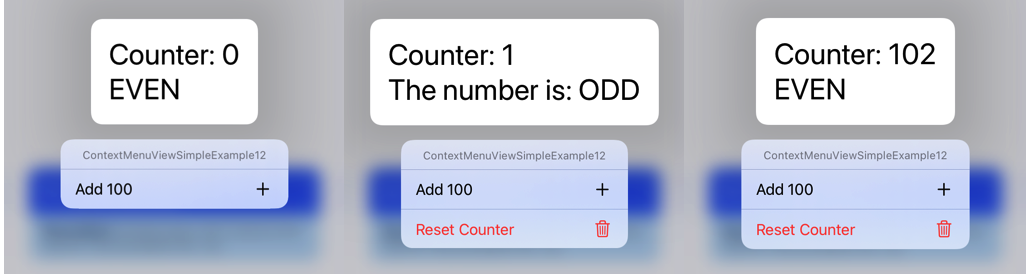 Counter: 0
EVEN
ContextMenuViewSimpleExample12
Add 100
Counter: 1
The number is: ODD
ContextMenuViewSimpleExample12
Add 100
Reset Counter
Counter: 102
EVEN
ContextMenuViewSimpleExample12
Add 100
Reset Counter